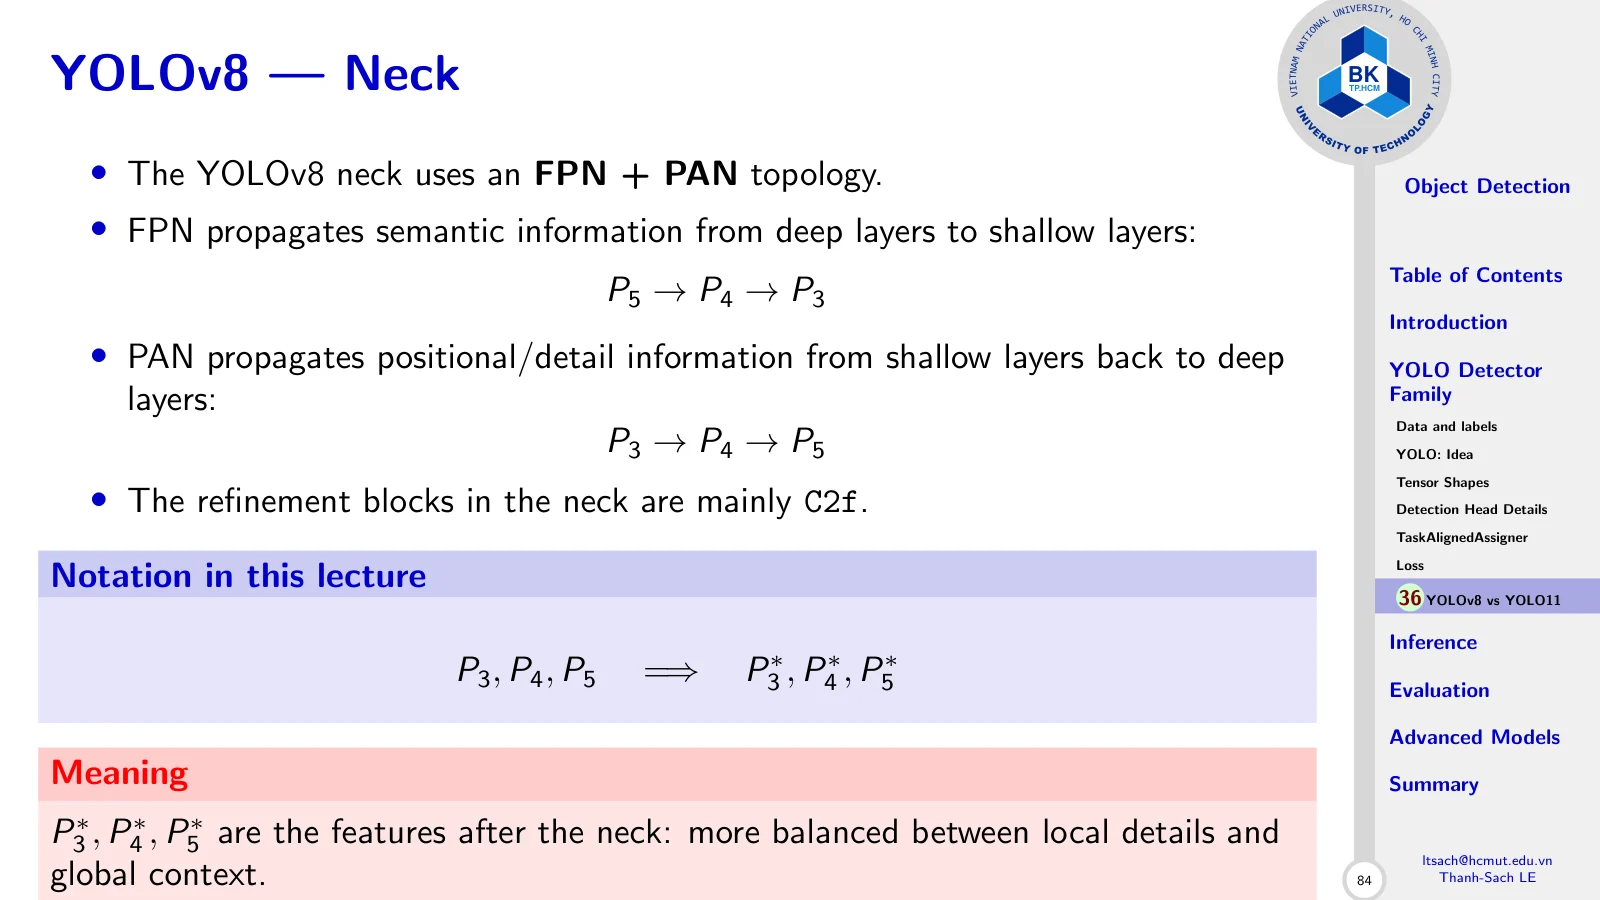 YOLOv8 — Neck
• The YOLOv8 neck uses an FPN + PAN topology.
• FPN propagates semantic information from deep layers to shallow layers:
P₅ → P₄ → P₃
• PAN propagates positional/detail information from shallow layers back to deep
layers:
P₃ → P₄ → P₅
• The refinement blocks in the neck are mainly C2f.
Notation in this lecture
P₃, P₄, P₅ ⟹ P₃*, P₄*, P₅*
Meaning
P₃*, P₄*, P₅* are the features after the neck: more balanced between local details and
global context.
VIETNAM NATIONAL UNIVERSITY, HO CHI MINH CITY
BK
TP.HCM
UNIVERSITY OF TECHNOLOGY
Object Detection
Table of Contents
Introduction
YOLO Detector
Family
Data and labels
YOLO: Idea
Tensor Shapes
Detection Head Details
TaskAlignedAssigner
Loss
36 YOLOv8 vs YOLO11
Inference
Evaluation
Advanced Models
Summary
84
ltsach@hcmut.edu.vn
Thanh-Sach LE